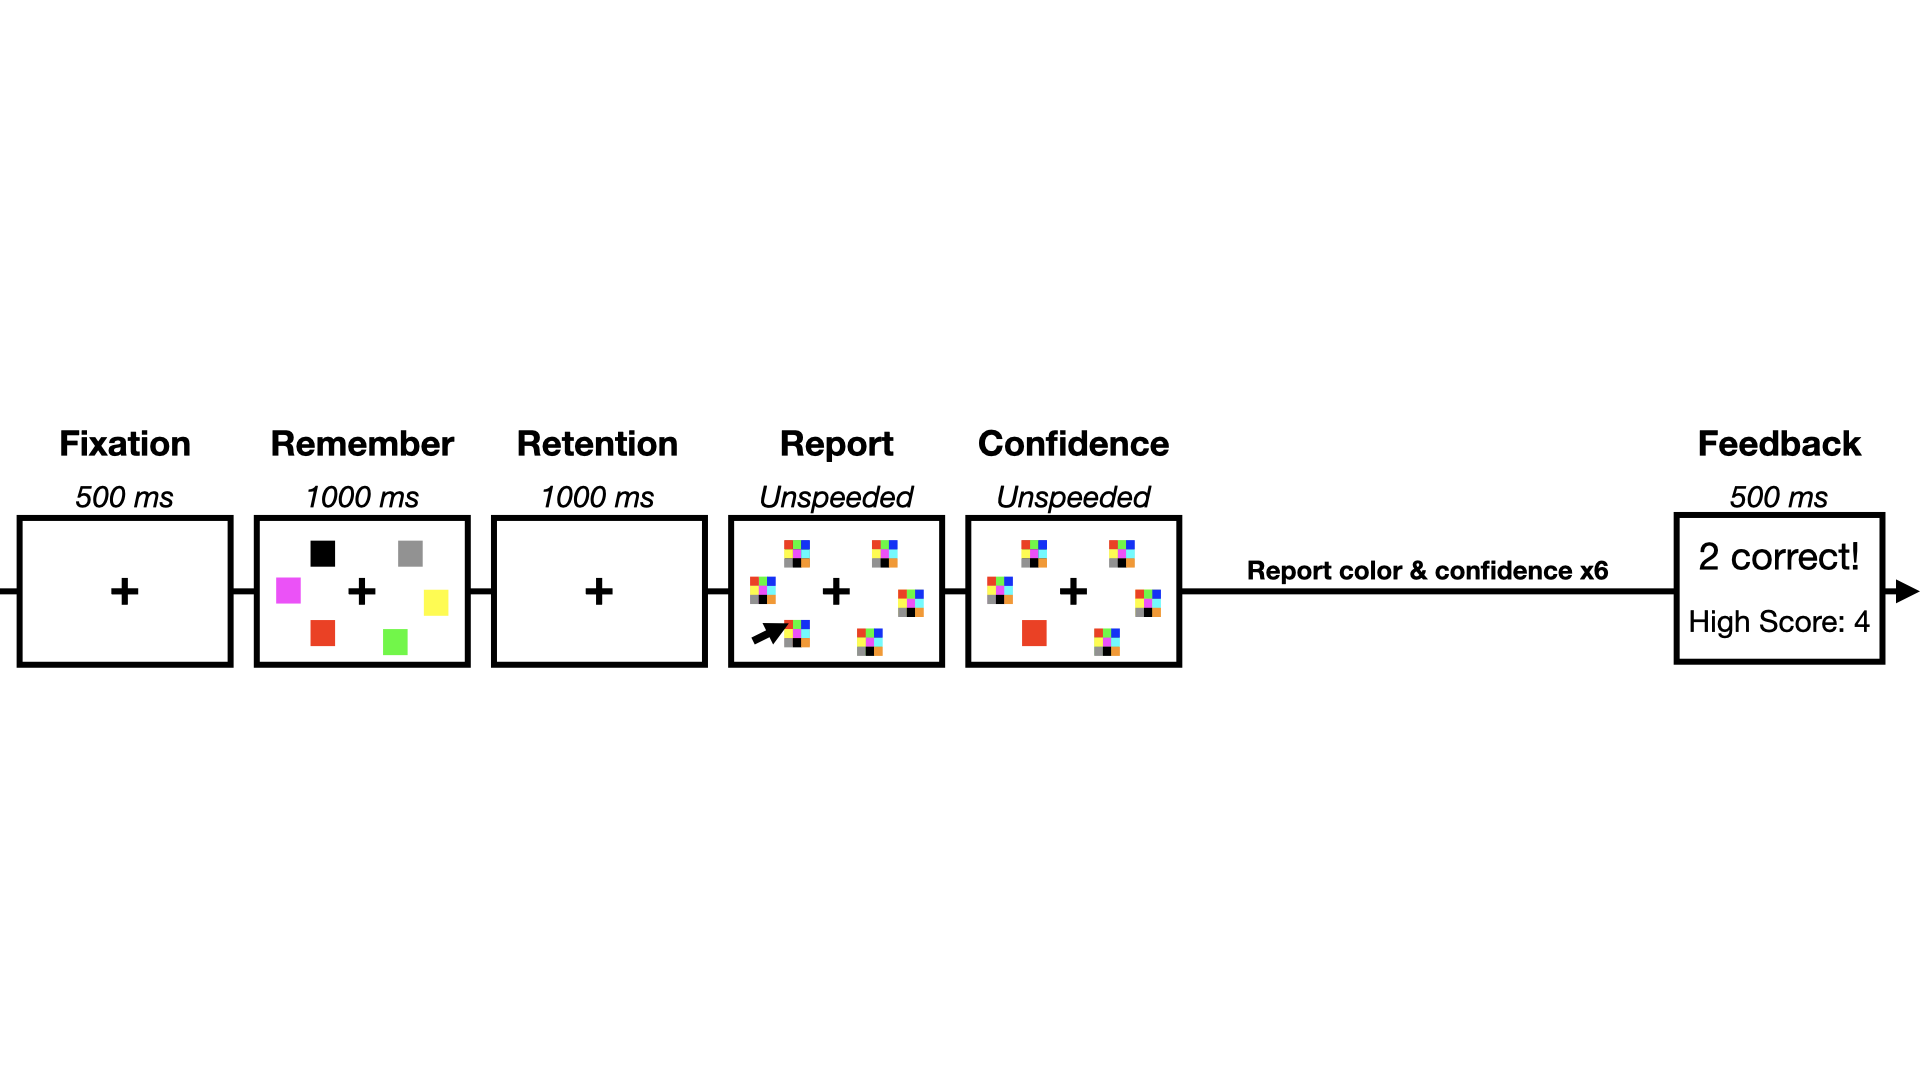 Fixation
500 ms
Remember
1000 ms
Retention
1000 ms
Report
Unspeeded
Confidence
Unspeeded
Report color & confidence x6
Feedback
500 ms
2 correct!
High Score: 4